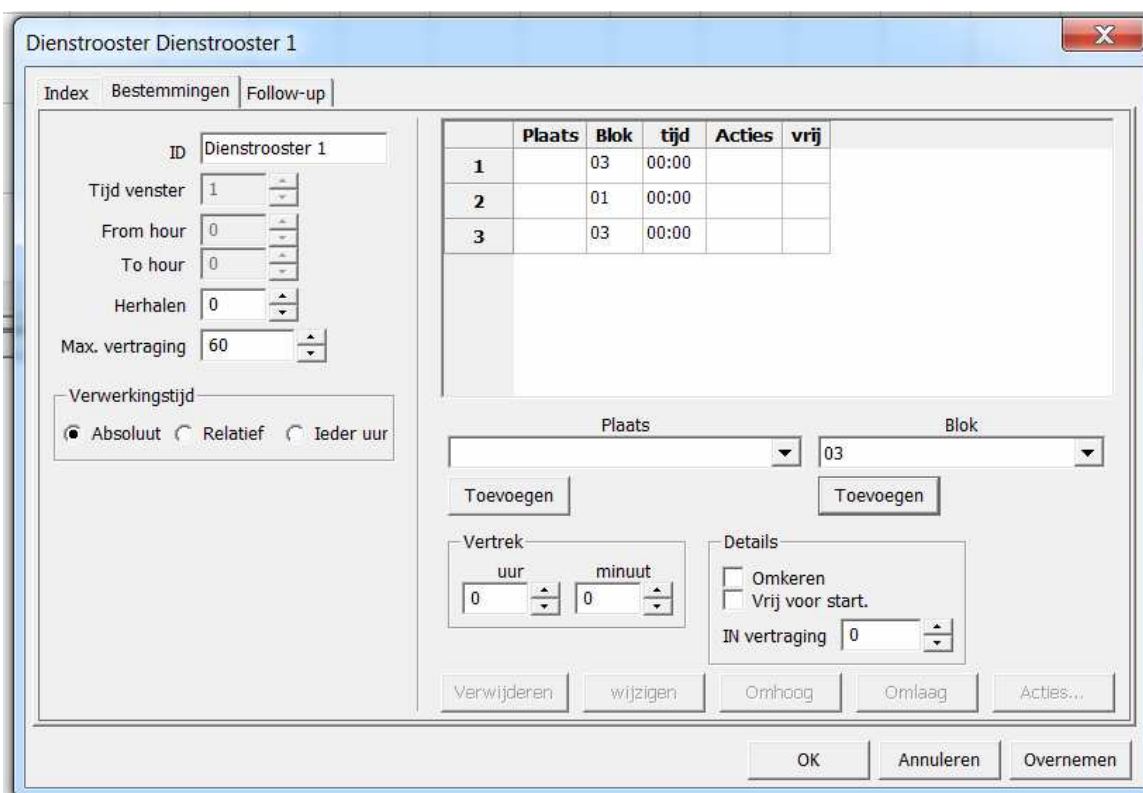 Dienstrooster Dienstrooster 1
Index Bestemmingen Follow-up
ID Dienstrooster 1
Tijd venster 1
From hour 0
To hour 0
Herhalen 0
Max. vertraging 60
Verwerkingstijd
Absoluut Relatief Ieder uur
Plaats Blok tijd Acties vrij
1 03 00:00
2 01 00:00
3 03 00:00
Plaats Blok
03
Toevoegen Toevoegen
Vertrek
uur minuut
0 0
Details
Omkeren
Vrij voor start.
IN vertraging 0
Verwijderen wijzigen Omhoog Omlaag Acties...
OK Annuleren Overnemen